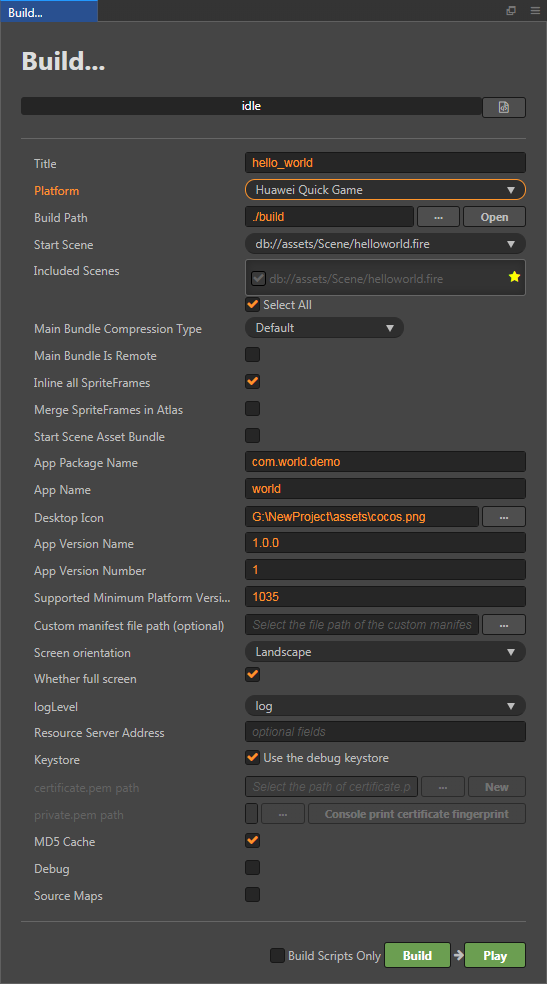 Build...
Build...
idle
Title hello_world
Platform Huawei Quick Game
Build Path ./build ... Open
Start Scene db://assets/Scene/helloworld.fire
Included Scenes db://assets/Scene/helloworld.fire
Select All
Main Bundle Compression Type Default
Main Bundle Is Remote
Inline all SpriteFrames
Merge SpriteFrames in Atlas
Start Scene Asset Bundle
App Package Name com.world.demo
App Name world
Desktop Icon G:\NewProject\assets\cocos.png ...
App Version Name 1.0.0
App Version Number 1
Supported Minimum Platform Versi... 1035
Custom manifest file path (optional) Select the file path of the custom manifes ...
Screen orientation Landscape
Whether full screen
logLevel log
Resource Server Address optional fields
Keystore Use the debug keystore
certificate.pem path Select the path of certificate.p ... New
private.pem path ... Console print certificate fingerprint
MD5 Cache
Debug
Source Maps
Build Scripts Only Build Play